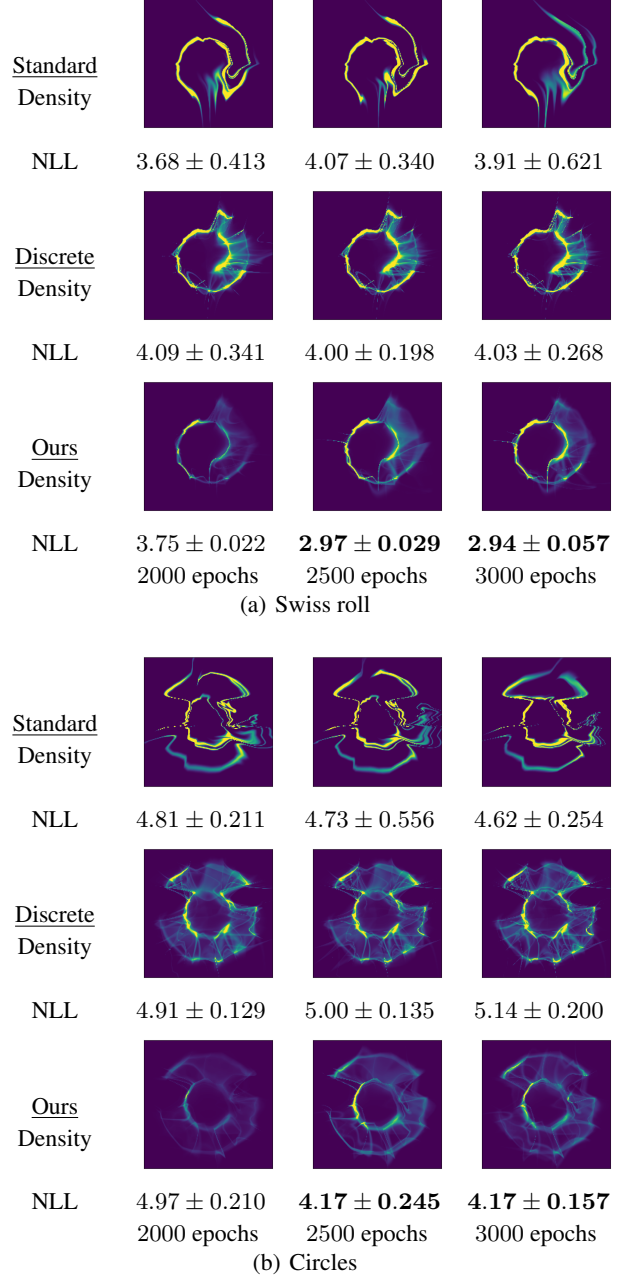 Standard
Density
NLL 3.68 ± 0.413 4.07 ± 0.340 3.91 ± 0.621
Discrete
Density
NLL 4.09 ± 0.341 4.00 ± 0.198 4.03 ± 0.268
Ours
Density
NLL 3.75 ± 0.022 2.97 ± 0.029 2.94 ± 0.057
2000 epochs 2500 epochs 3000 epochs
(a) Swiss roll
Standard
Density
NLL 4.81 ± 0.211 4.73 ± 0.556 4.62 ± 0.254
Discrete
Density
NLL 4.91 ± 0.129 5.00 ± 0.135 5.14 ± 0.200
Ours
Density
NLL 4.97 ± 0.210 4.17 ± 0.245 4.17 ± 0.157
2000 epochs 2500 epochs 3000 epochs
(b) Circles